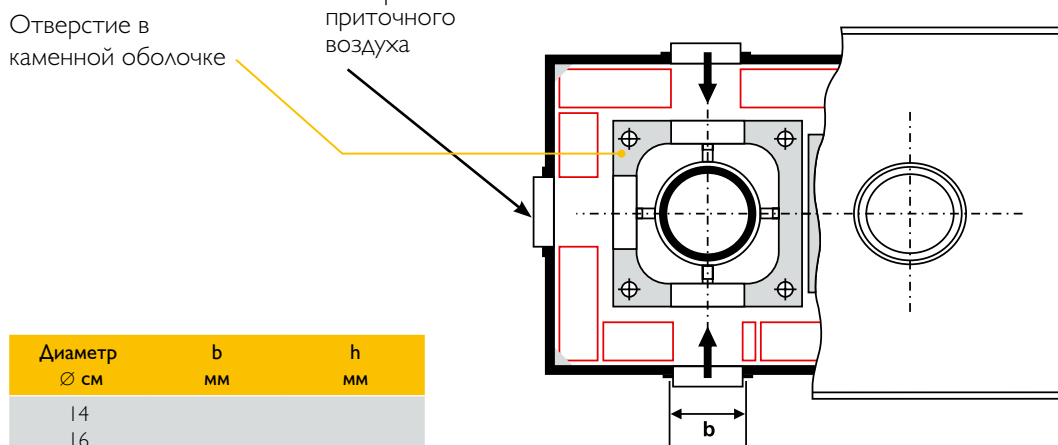 Отверстие в
каменной оболочке
приточного
воздуха
Диаметр b h
∅ см мм мм
14
16
b